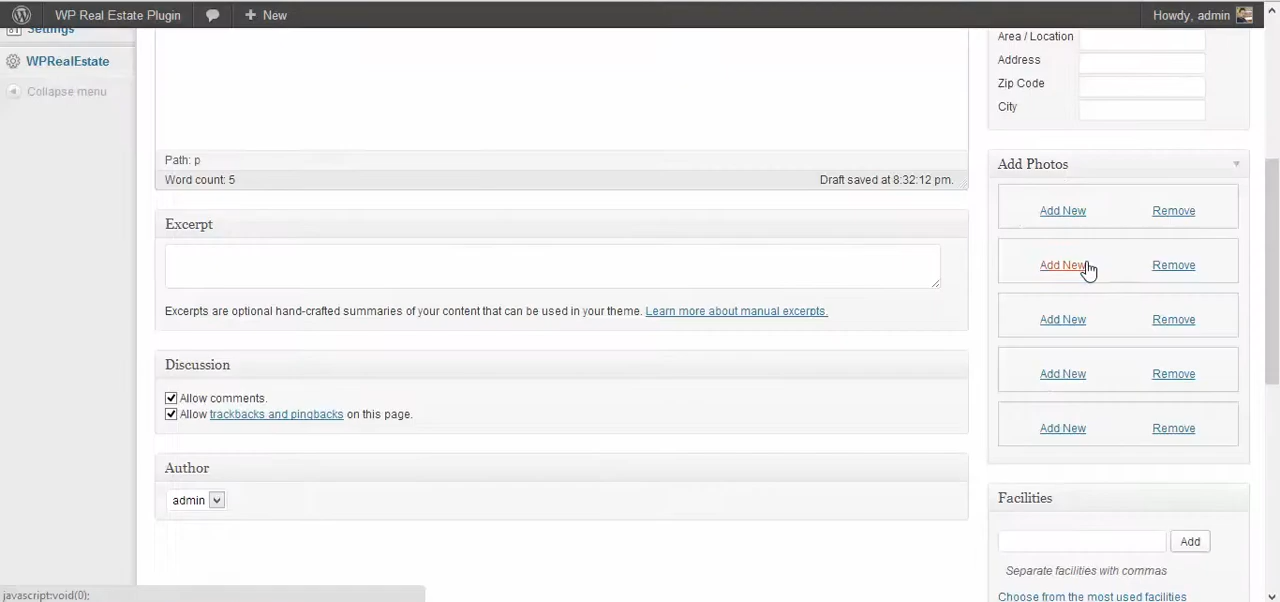 WP Real Estate Plugin
New
Howdy, admin
Settings
WPRealEstate
Collapse menu
Path: p
Word count: 5
Draft saved at 8:32:12 pm.
Excerpt
Excerpts are optional hand-crafted summaries of your content that can be used in your theme. Learn more about manual excerpts.
Discussion
Allow comments.
Allow trackbacks and pingbacks on this page.
Author
admin
Area / Location
Address
Zip Code
City
Add Photos
Add New Remove
Add New Remove
Add New Remove
Add New Remove
Add New Remove
Facilities
Add
Separate facilities with commas
Choose from the most used facilities
javascript:void(0);